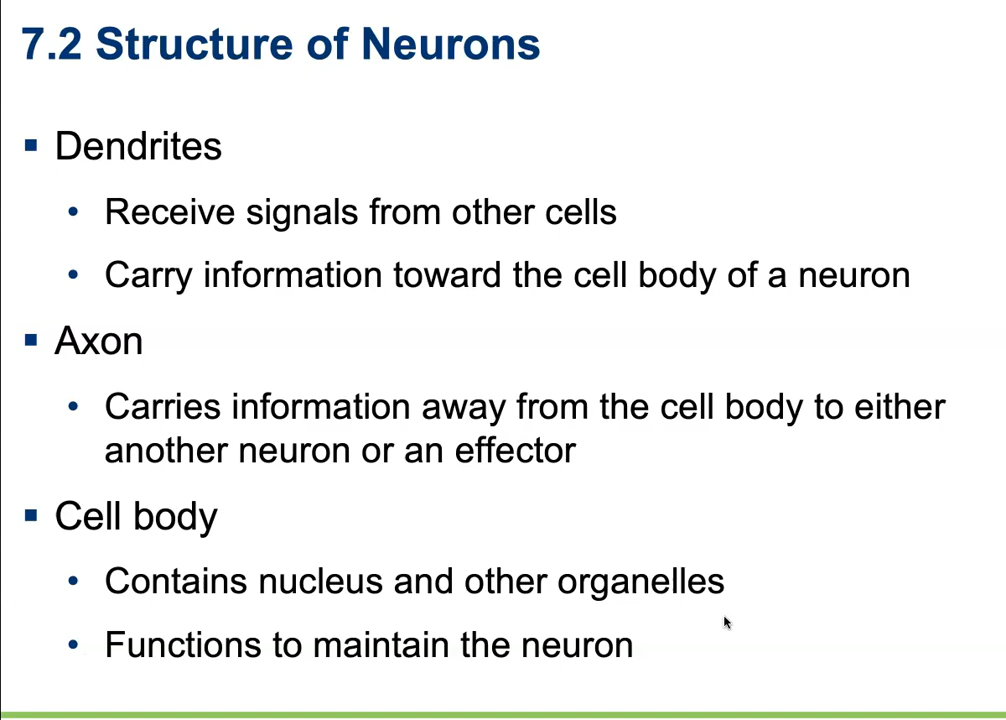 7.2 Structure of Neurons
Dendrites
Receive signals from other cells
Carry information toward the cell body of a neuron
Axon
Carries information away from the cell body to either
another neuron or an effector
Cell body
Contains nucleus and other organelles
Functions to maintain the neuron